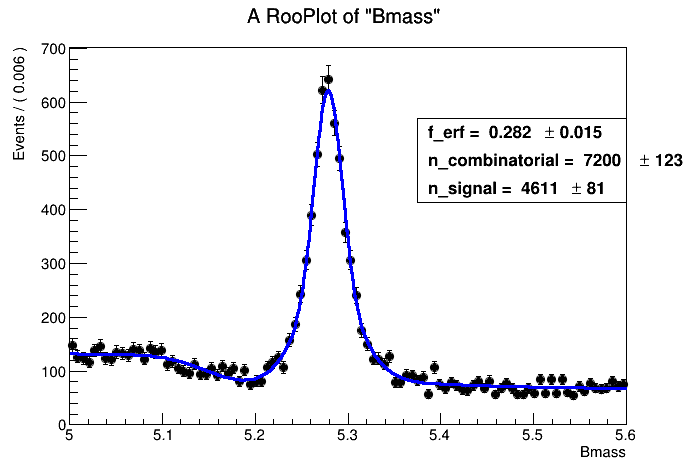 A RooPlot of "Bmass"
Events / ( 0.006 )
700
600
500
400
300
200
100
0
f_erf = 0.282 ± 0.015
n_combinatorial = 7200 ± 123
n_signal = 4611 ± 81
5 5.1 5.2 5.3 5.4 5.5 5.6
Bmass